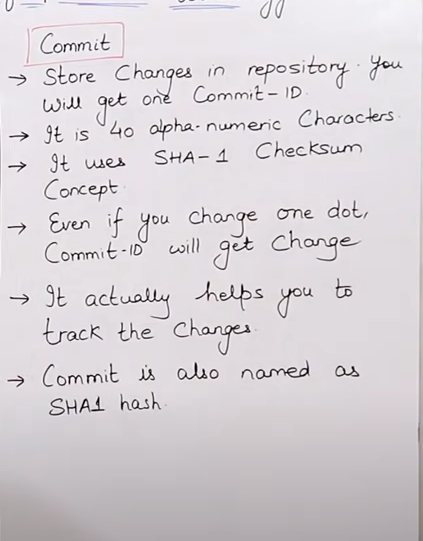 Commit
→ Store Changes in repository. You
will get one Commit-ID.
→ It is 40 alpha-numeric Characters.
→ It uses SHA-1 Checksum
Concept.
→ Even if you change one dot,
Commit-ID will get Change
→ It actually helps you to
track the Changes.
→ Commit is also named as
SHA1 hash.